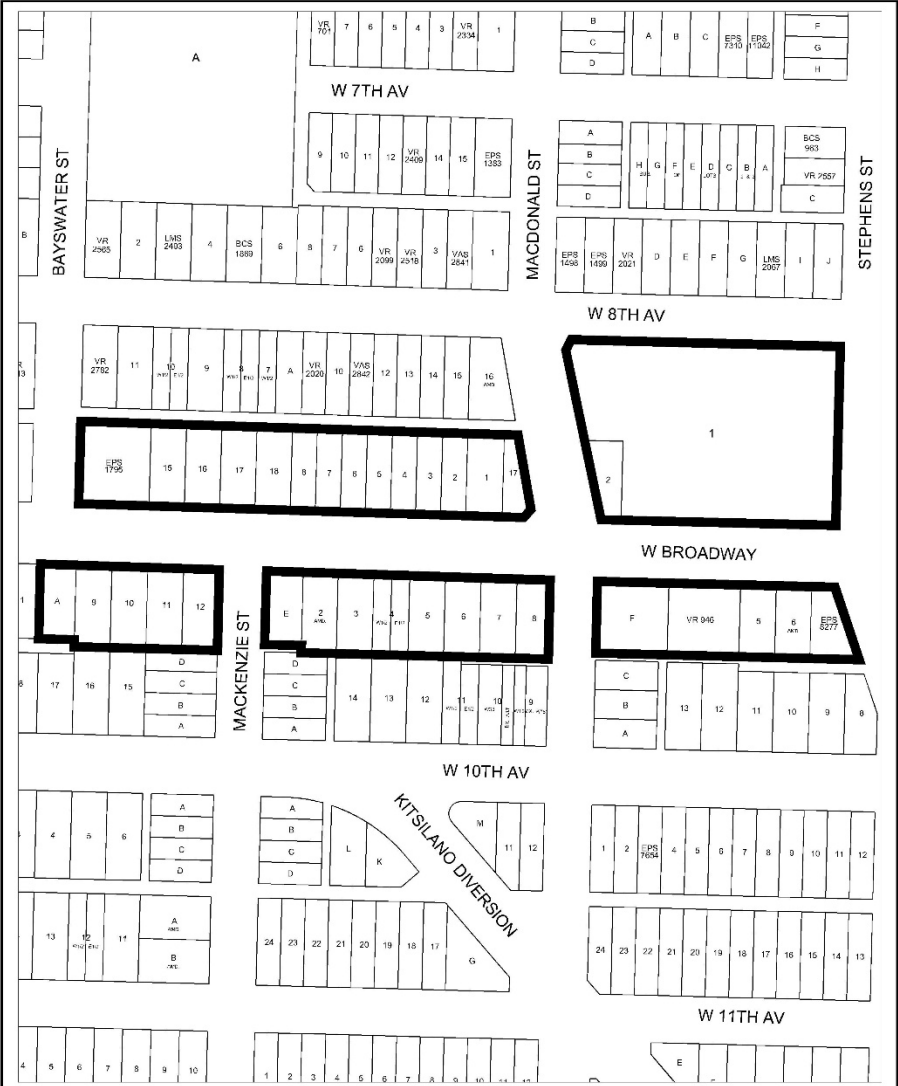 VR 701 7 6 5 4 3 VR 2334 1
B
C
D
A B C EPS 7310 EPS 11042
F
G
H
A
W 7TH AV
9 10 11 12 VR 2409 14 15 EPS 1383
A
B
C
D
H G F E D C B A
BCS 963
VR 2557
C
BAYSWATER ST
MACDONALD ST
STEPHENS ST
B
VR 2565 2 LMS 2403 4 BCS 1869 6 8 7 6 VR 2099 VR 2518 3 VAS 2841 1
EPS 1498 EPS 1499 VR 2021 D E F G LMS 2067 I J
W 8TH AV
VR 2782 11 10 9 8 7 A VR 2020 10 VAS 2842 12 13 14 15 16
1
2
EPS 1795 15 16 17 18 8 7 6 5 4 3 2 1 17
W BROADWAY
1 A 9 10 11 12
E 2 3 4 5 6 7 8
F VR 946 5 6 EPS 5277
MACKENZIE ST
17 16 15
D
C
B
A
D
C
B
A
14 13 12 11 10 9
C
B
A
13 12 11 10 9 8
W 10TH AV
KITSILANO DIVERSION
4 5 6
A
B
C
D
A
B
C
D
L K
M 11 12
1 2 EPS 7654 4 5 6 7 8 9 10 11 12
13 12 11
A
B
24 23 22 21 20 19 18 17 G
24 23 22 21 20 19 18 17 16 15 14 13
W 11TH AV
4 5 6 7 8 9 10
1 2 3 4 5 6 7 8 9 10 11 12
E